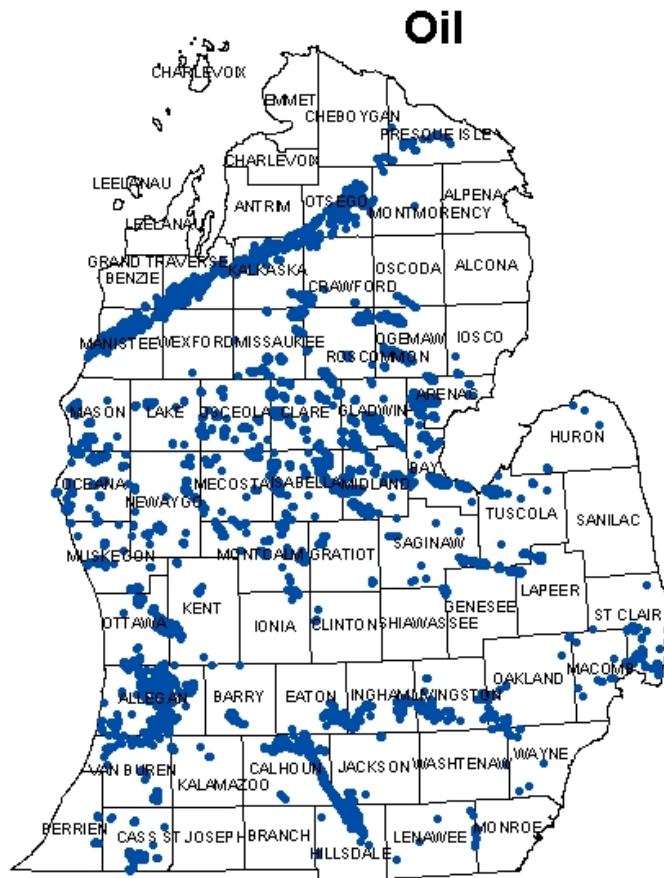 Oil
CHARLEVOIX
EMMET
CHEBOYGAN
PRESQUE ISLE
CHARLEVOIX
LEELANAU
ANTRIM
OTSEGO
MONTMORENCY
ALPENA
LEELANAU
GRAND TRAVERSE
BENZIE
KALKASKA
CRAWFORD
OSCODA
ALCONA
MANISTEE
WEXFORD
MISSAUKEE
ROSCOMMON
OGEMAW
IOSCO
ARENAC
MASON
LAKE
OSCEOLA
CLARE
GLADWIN
HURON
BAY
OCEANA
NEWAYGO
MECOSTA
ISABELLA
MIDLAND
TUSCOLA
SANILAC
MUSKEGON
MONTCALM
GRATIOT
SAGINAW
LAPEER
GENESEE
ST CLAIR
KENT
OTTAWA
IONIA
CLINTON
SHIAWASSEE
OAKLAND
MACOMB
ALLEGAN
BARRY
EATON
INGHAM
LIVINGSTON
VAN BUREN
KALAMAZOO
CALHOUN
JACKSON
WASHTENAW
WAYNE
BERRIEN
CASS
ST JOSEPH
BRANCH
HILLSDALE
LENAWEE
MONROE